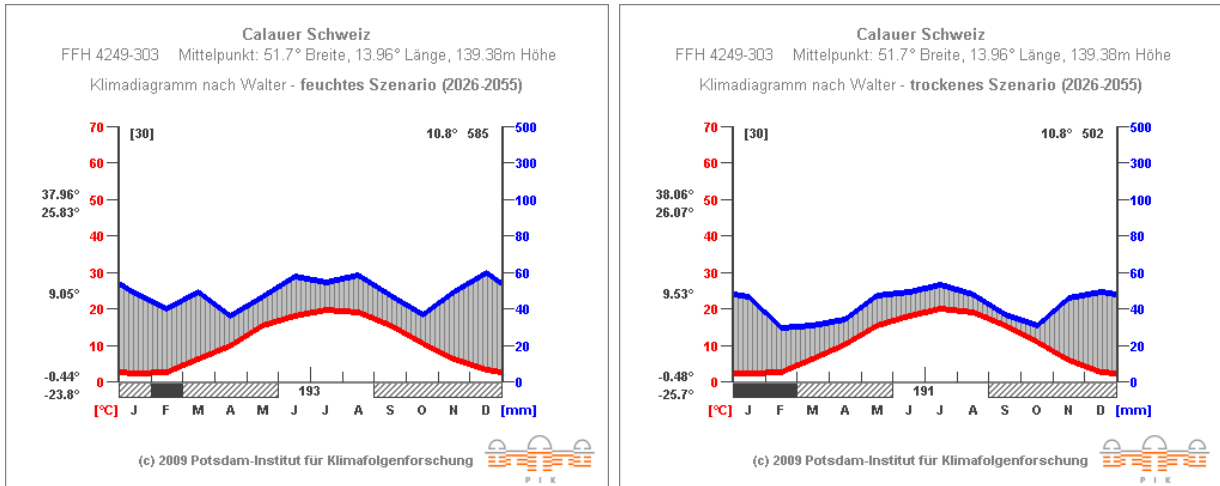 Calauer Schweiz
FFH 4249-303 Mittelpunkt: 51.7° Breite, 13.96° Länge, 139.38m Höhe
Klimadiagramm nach Walter - feuchtes Szenario (2026-2055)
70 [30] 10.8° 585 500
60 300
37.96° 50 100
25.83°
40 80
30 60
9.05°
20 40
10 20
-0.44° 0 0
-23.8° 193
[°C] J F M A M J J A S O N D [mm]
(c) 2009 Potsdam-Institut für Klimafolgenforschung
P I K
Calauer Schweiz
FFH 4249-303 Mittelpunkt: 51.7° Breite, 13.96° Länge, 139.38m Höhe
Klimadiagramm nach Walter - trockenes Szenario (2026-2055)
70 [30] 10.8° 502 500
60 300
38.06° 50 100
26.07°
40 80
30 60
9.53°
20 40
10 20
-0.48° 0 0
-25.7° 191
[°C] J F M A M J J A S O N D [mm]
(c) 2009 Potsdam-Institut für Klimafolgenforschung
P I K